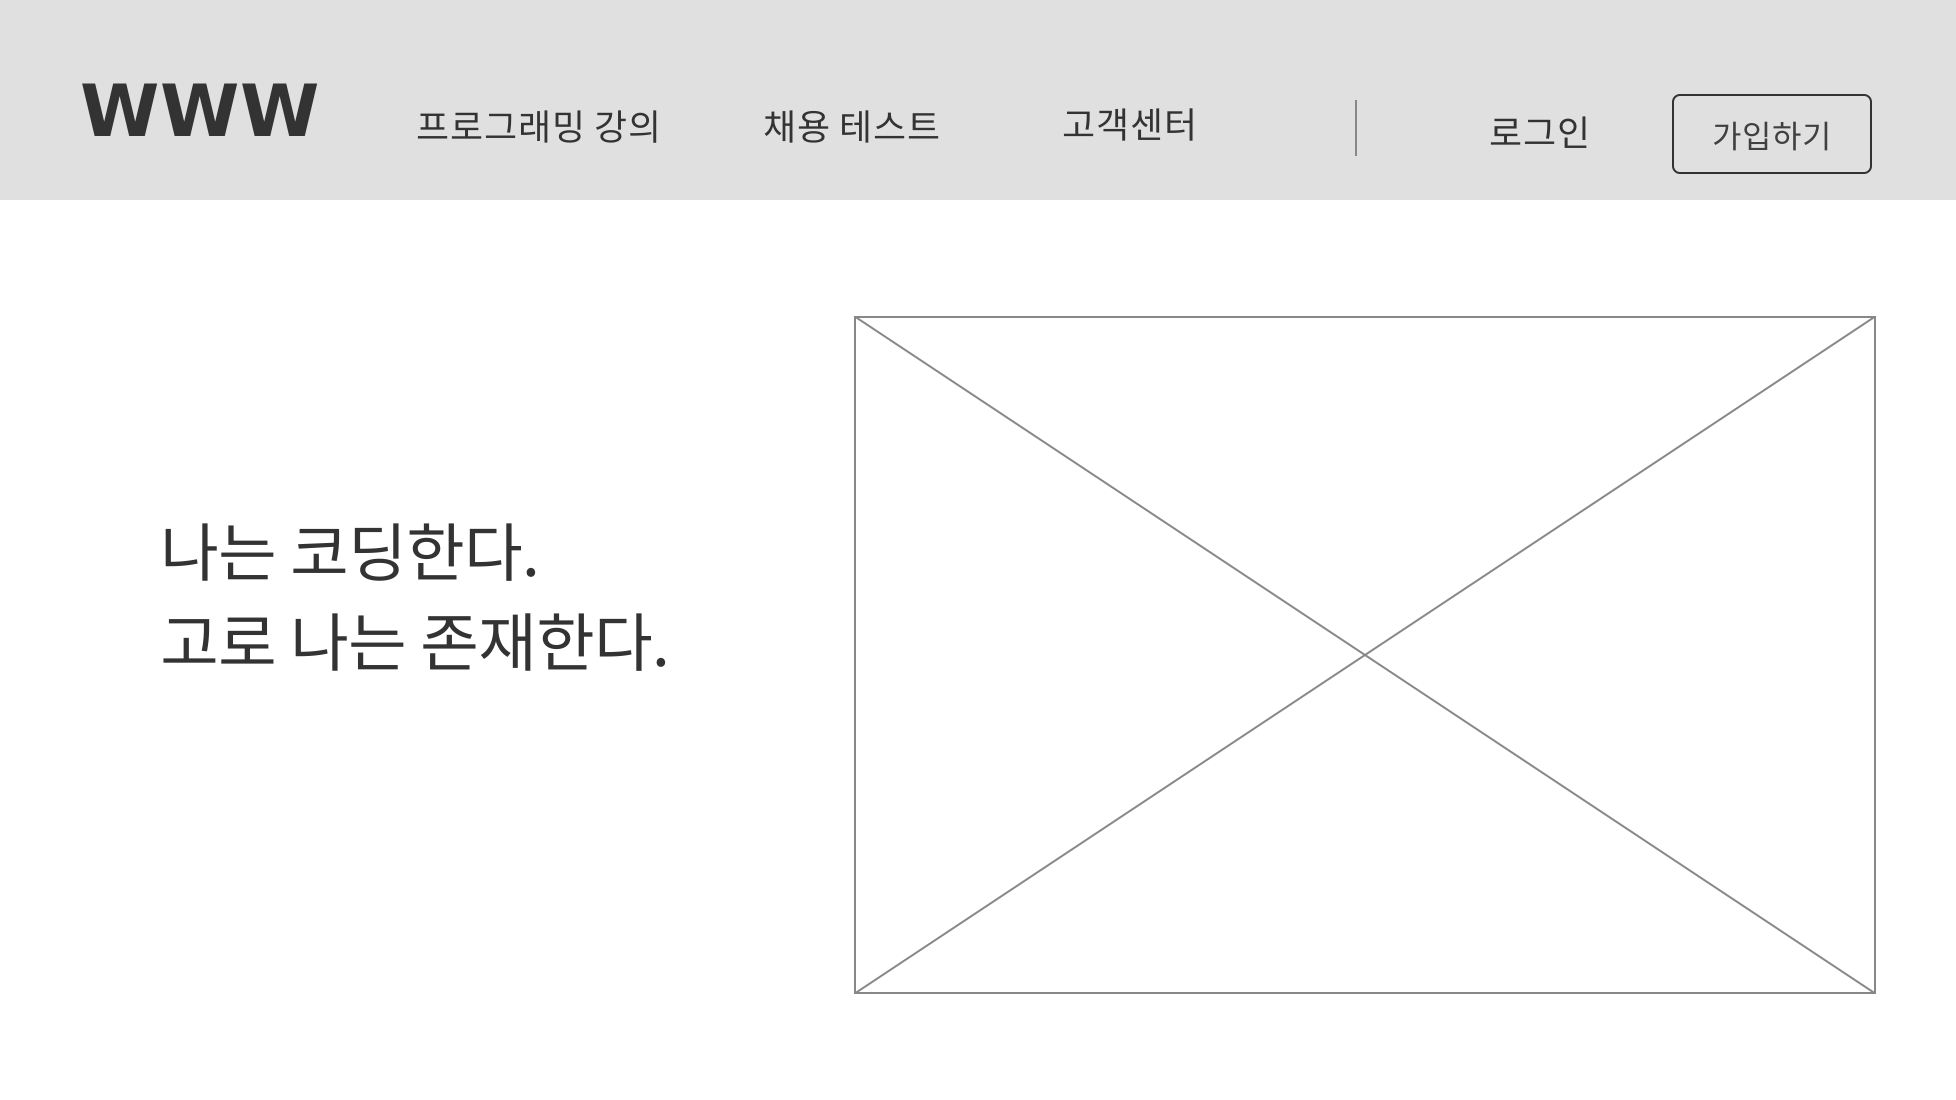 WWW
프로그래밍 강의
채용 테스트
고객센터
로그인
가입하기
나는 코딩한다.
고로 나는 존재한다.